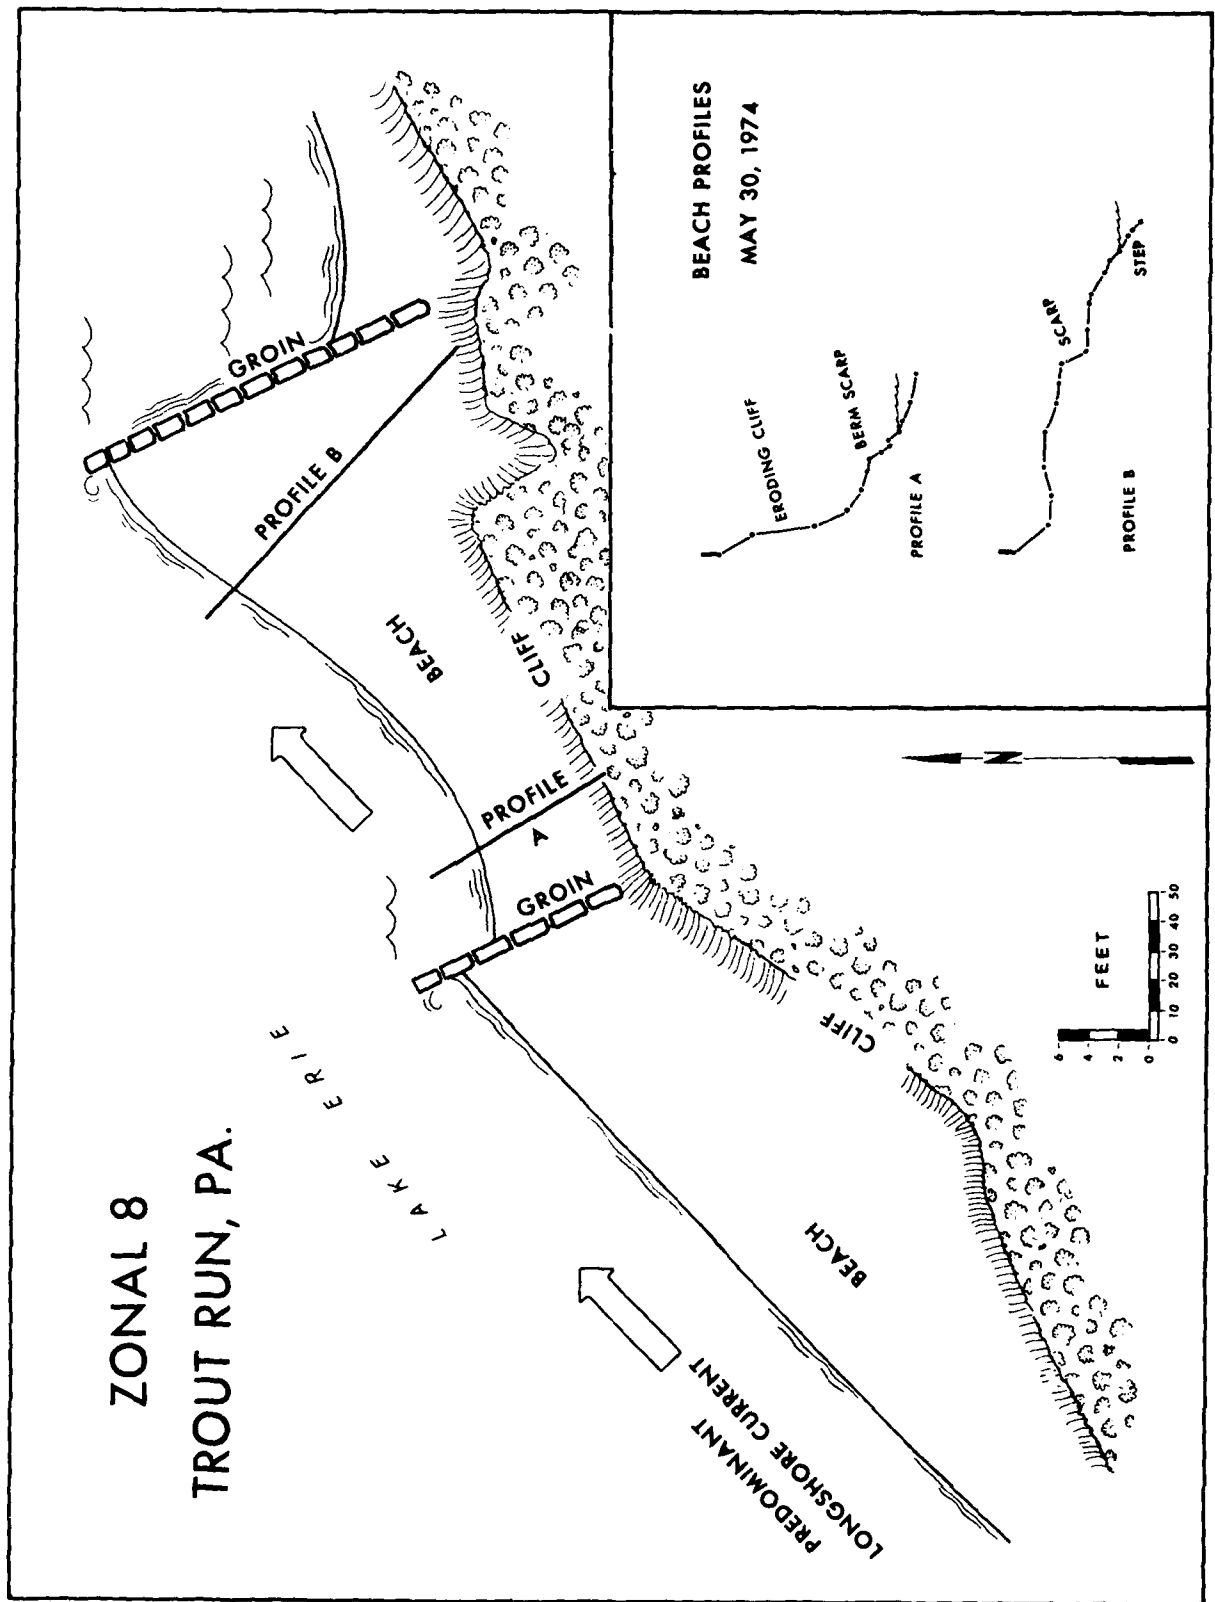 ZONAL 8
TROUT RUN, PA.
LAKE ERIE
PREDOMINANT
LONGSHORE CURRENT
BEACH
CLIFF
GROIN
PROFILE
A
BEACH
CLIFF
PROFILE B
GROIN
N
FEET
6
4
2
0
0 10 20 30 40 50
BEACH PROFILES
MAY 30, 1974
ERODING CLIFF
BERM SCARP
PROFILE A
SCARP
STEP
PROFILE B